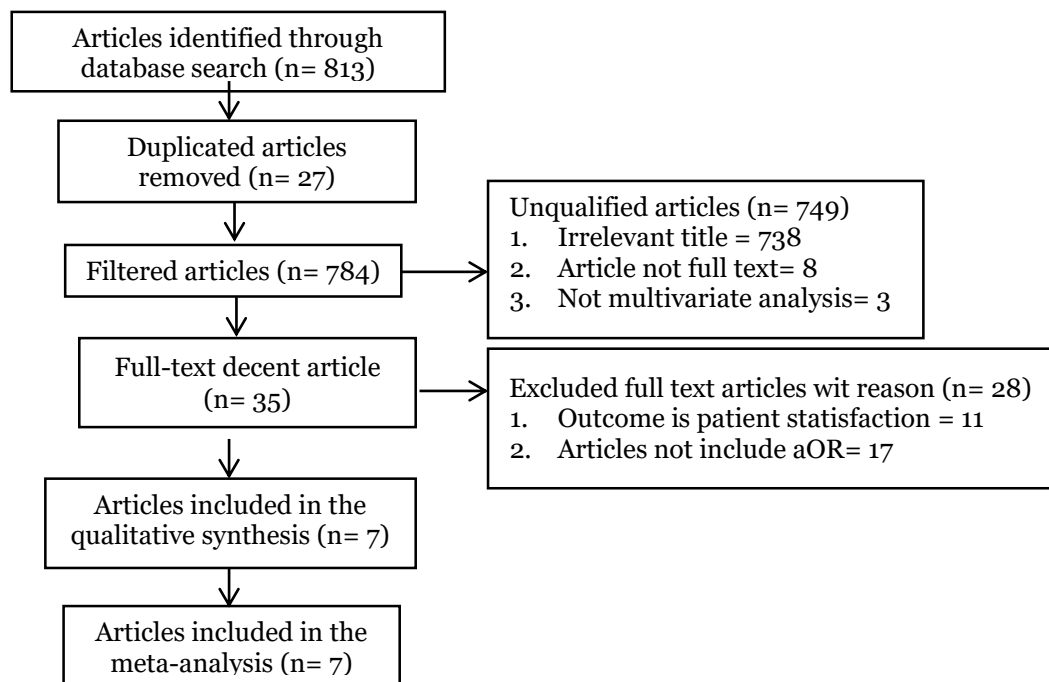 Articles identified through
database search (n= 813)
Duplicated articles
removed (n= 27)
Filtered articles (n= 784)
Unqualified articles (n= 749)
1. Irrelevant title = 738
2. Article not full text= 8
3. Not multivariate analysis= 3
Full-text decent article
(n= 35)
Excluded full text articles wit reason (n= 28)
1. Outcome is patient statisfaction = 11
2. Articles not include aOR= 17
Articles included in the
qualitative synthesis (n= 7)
Articles included in the
meta-analysis (n= 7)